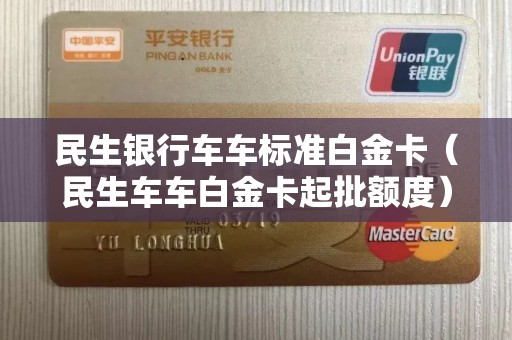 中国平安
平安银行
PING AN BANK
GOLD 金卡
UnionPay
银联
民生银行车车标准白金卡（
民生车车白金卡起批额度）
VALID
THRU
03/19
YU LONGHUA
MasterCard